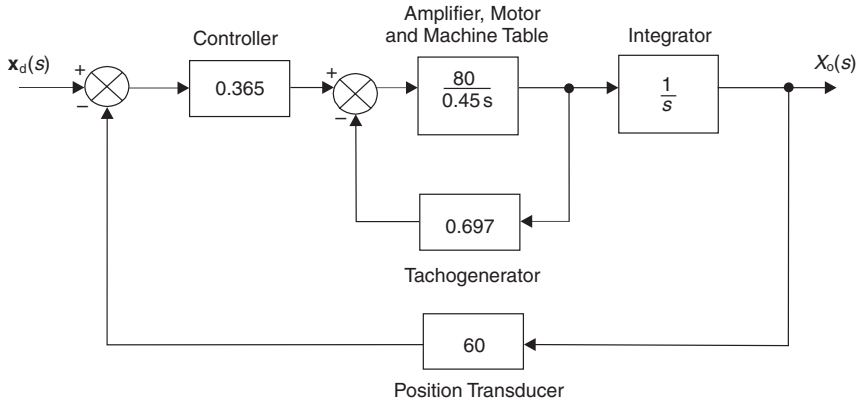 Amplifier, Motor
and Machine Table
Controller
Integrator
x_d(s)
X_o(s)
+
−
0.365
+
−
80
0.45 s
1
s
0.697
Tachogenerator
60
Position Transducer